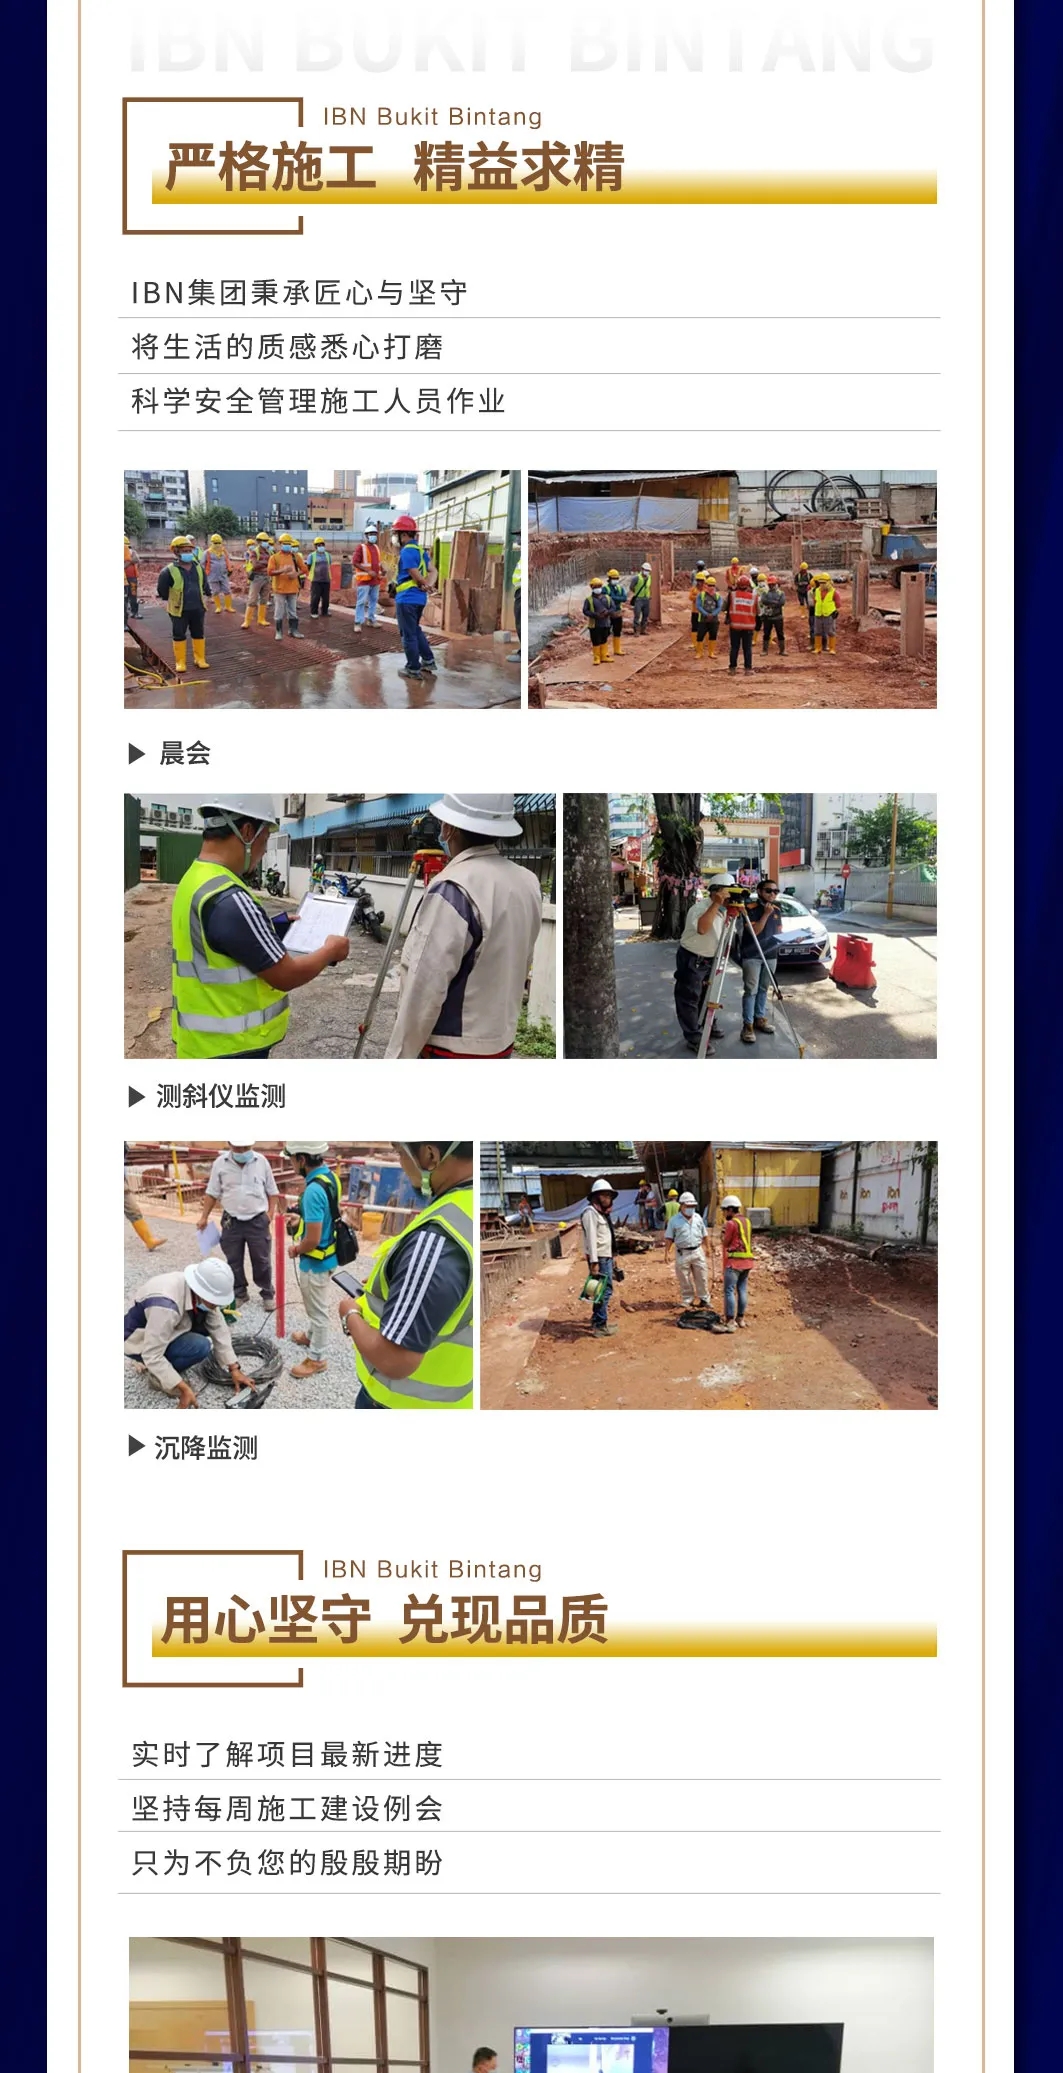 IBN BUKIT BINTANG
IBN Bukit Bintang
严格施工 精益求精
IBN集团秉承匠心与坚守
将生活的质感悉心打磨
科学安全管理施工人员作业
▶ 晨会
▶ 测斜仪监测
▶ 沉降监测
IBN Bukit Bintang
用心坚守 兑现品质
实时了解项目最新进度
坚持每周施工建设例会
只为不负您的殷殷期盼